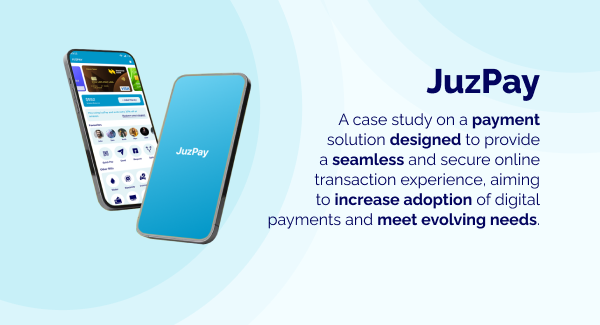 JuzPay
A case study on a payment
solution designed to provide
a seamless and secure online
transaction experience, aiming
to increase adoption of digital
payments and meet evolving needs.
JuzPay
VISA